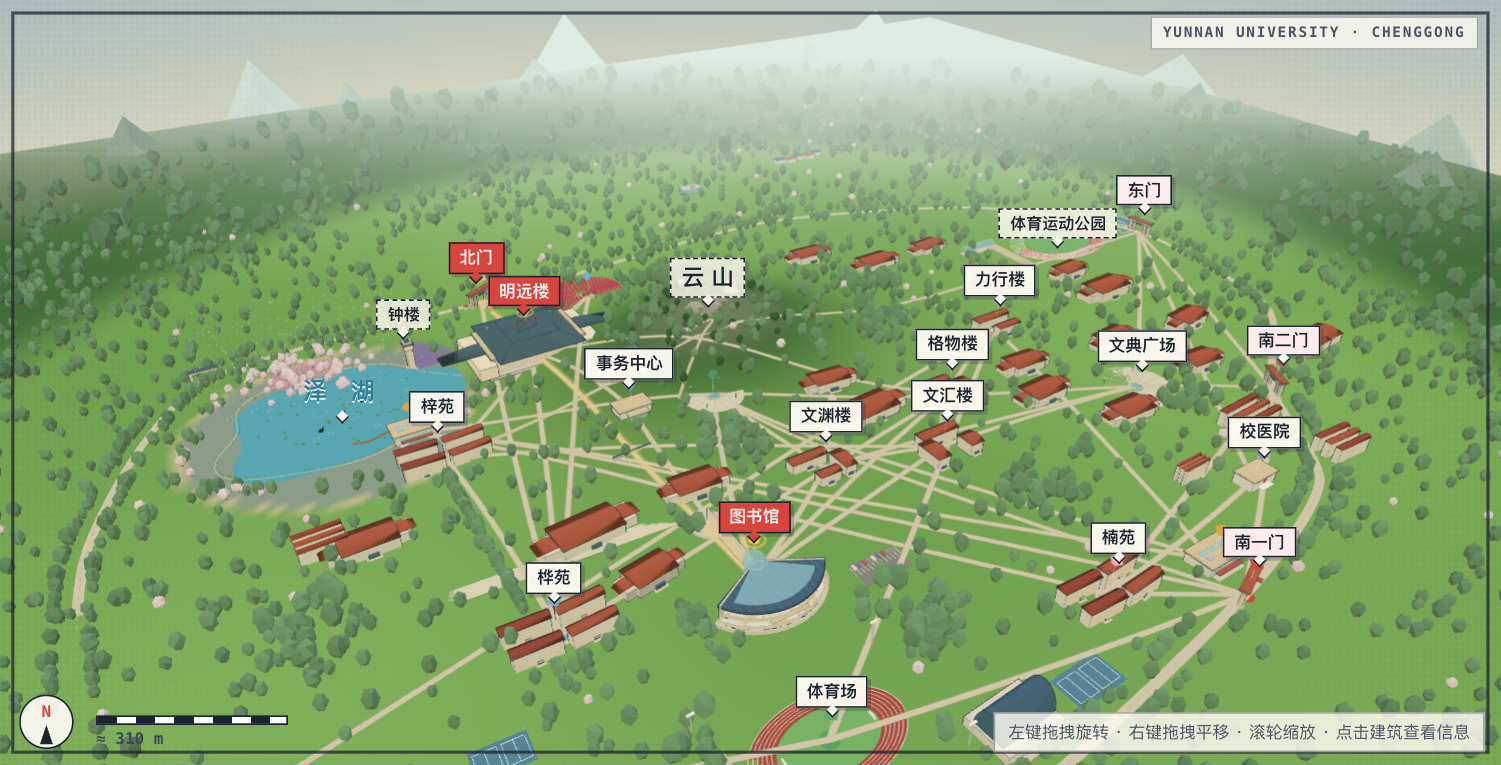 YUNNAN UNIVERSITY · CHENGGONG
东门
体育运动公园
北门
云山
力行楼
明远楼
钟楼
南二门
格物楼
文典广场
事务中心
泽湖
文汇楼
梓苑
文渊楼
校医院
图书馆
楠苑
南一门
桦苑
体育场
N
≈ 310 m
左键拖拽旋转 · 右键拖拽平移 · 滚轮缩放 · 点击建筑查看信息